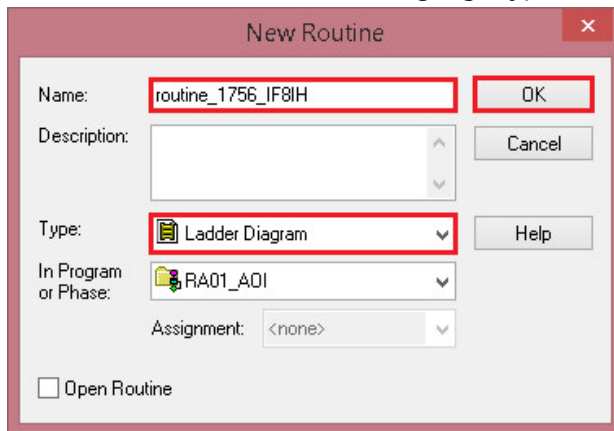 New Routine
Name: routine_1756_IF8IH OK
Description: Cancel
Type: Ladder Diagram Help
In Program
or Phase: RA01_AOI
Assignment: <none>
Open Routine